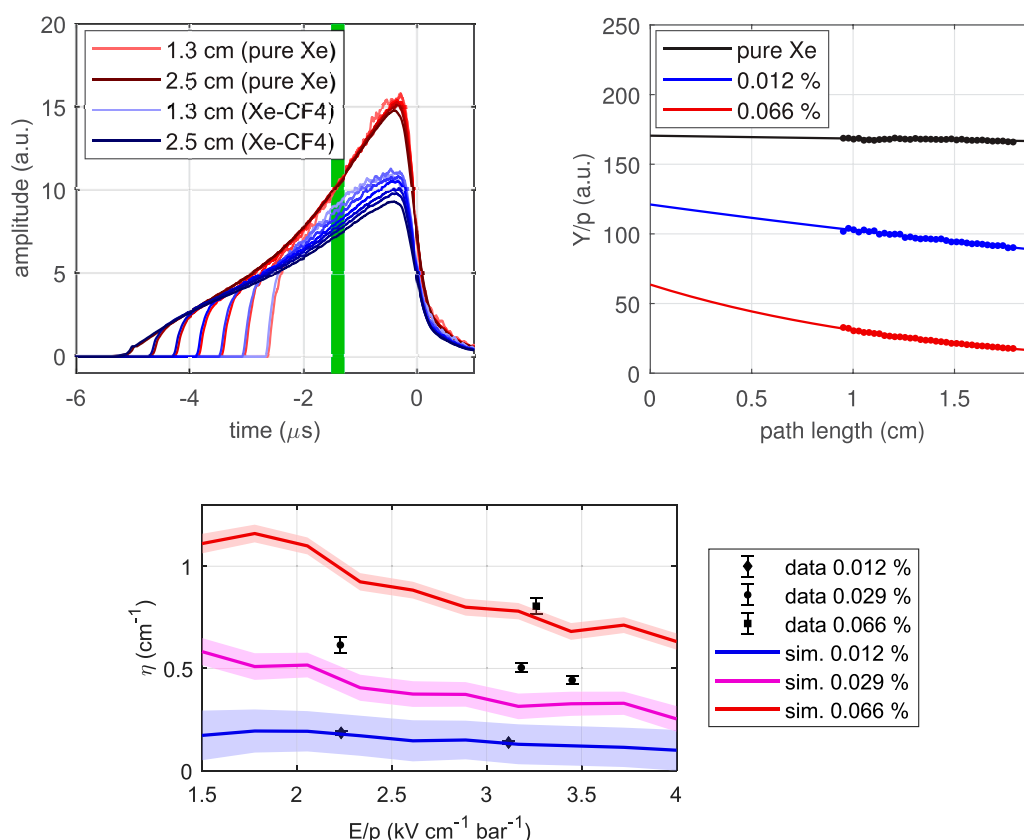 20
15
10
5
0
amplitude (a.u.)
1.3 cm (pure Xe)
2.5 cm (pure Xe)
1.3 cm (Xe-CF4)
2.5 cm (Xe-CF4)
-6
-4
-2
0
time (μs)
250
200
150
100
50
0
Y/p (a.u.)
pure Xe
0.012 %
0.066 %
0
0.5
1
1.5
path length (cm)
1
0.5
0
η (cm⁻¹)
1.5
2
2.5
3
3.5
4
E/p (kV cm⁻¹ bar⁻¹)
data 0.012 %
data 0.029 %
data 0.066 %
sim. 0.012 %
sim. 0.029 %
sim. 0.066 %